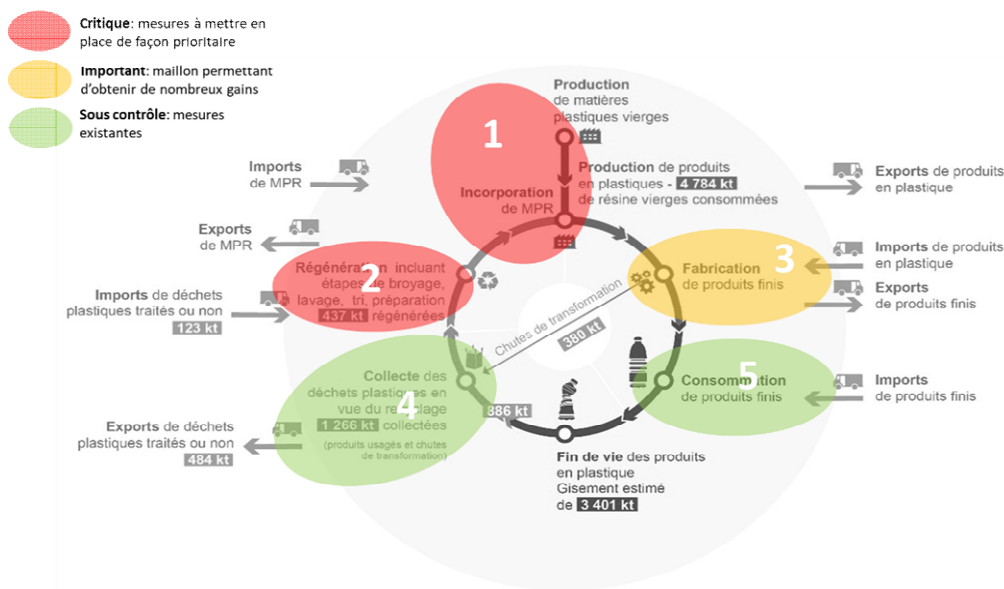 Critique: mesures à mettre en
place de façon prioritaire
Important: maillon permettant
d'obtenir de nombreux gains
Sous contrôle: mesures
existantes
Production
de matières
plastiques vierges
1
Imports
de MPR
Production de produits
en plastiques - 4 784 kt
de résine vierges consommées
Exports de produits
en plastique
Incorporation
de MPR
Exports
de MPR
Imports de produits
en plastique
2
Régénération incluant
étapes de broyage,
lavage, tri, préparation
437 kt régénérées
3
Fabrication
de produits finis
Exports
de produits finis
Imports de déchets
plastiques traités ou non
123 kt
Chutes de transformation
380 kt
4
Collecte des
déchets plastiques en
vue du recyclage
1 266 kt collectées
(produits usagés et chutes
de transformation)
886 kt
5
Consommation
de produits finis
Imports
de produits finis
Exports de déchets
plastiques traités ou non
484 kt
Fin de vie des produits
en plastique
Gisement estimé
de 3 401 kt